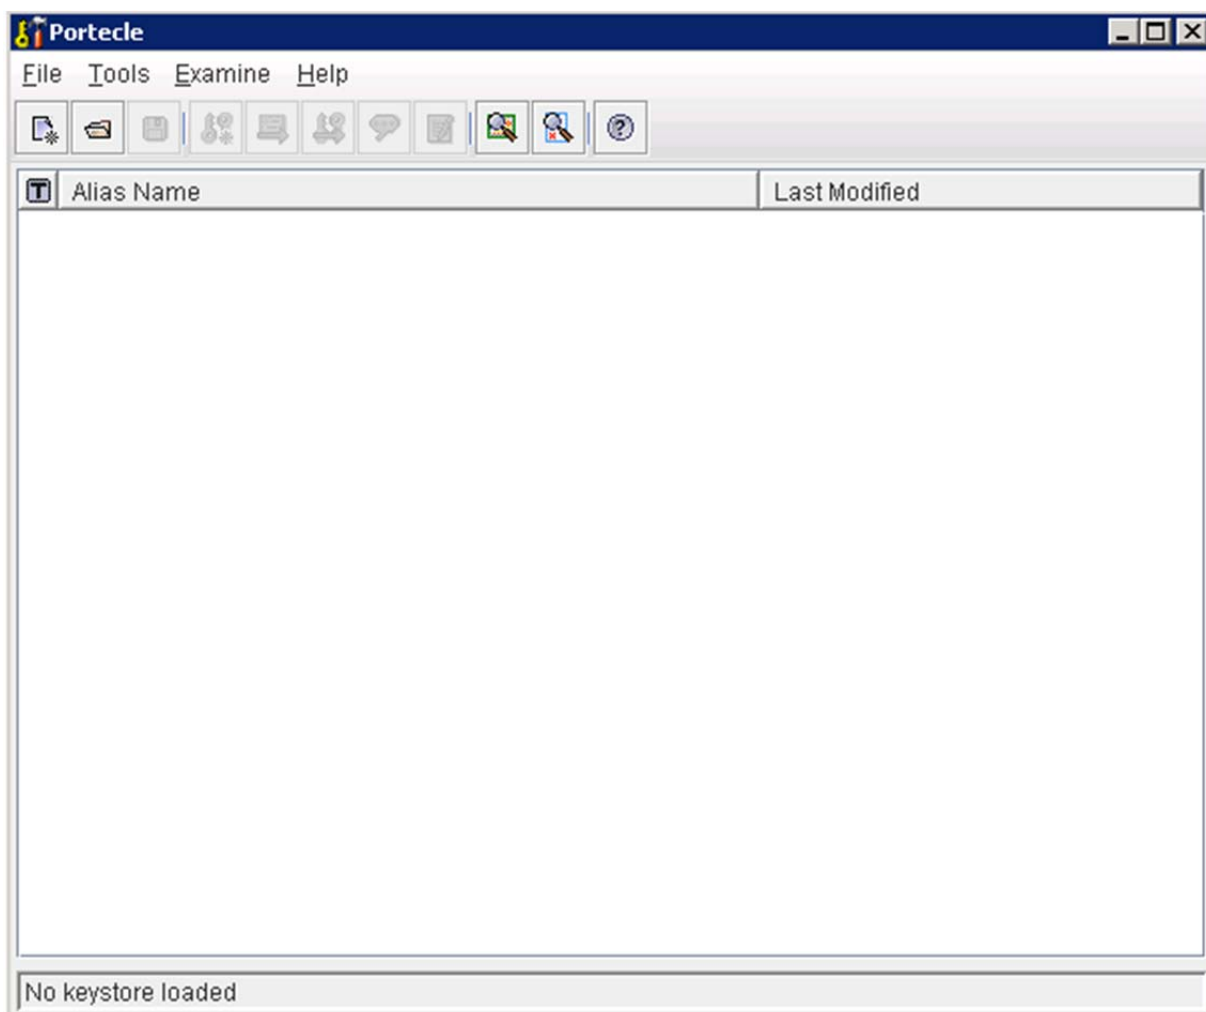 Portecle
File Tools Examine Help
T Alias Name Last Modified
No keystore loaded